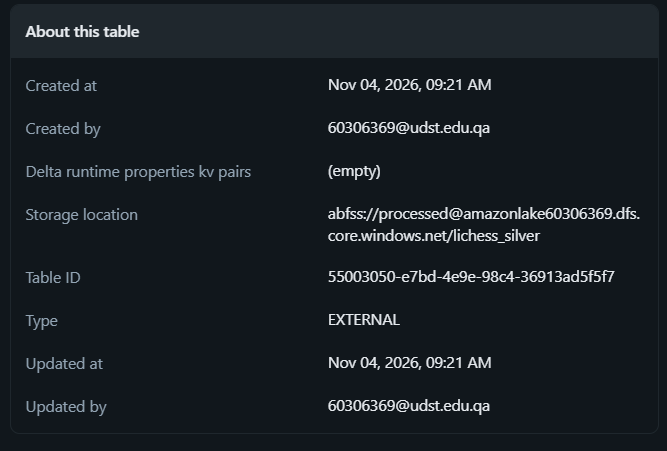 About this table
Created at Nov 04, 2026, 09:21 AM
Created by 60306369@udst.edu.qa
Delta runtime properties kv pairs (empty)
Storage location abfss://processed@amazonlake60306369.dfs.
core.windows.net/lichess_silver
Table ID 55003050-e7bd-4e9e-98c4-36913ad5f5f7
Type EXTERNAL
Updated at Nov 04, 2026, 09:21 AM
Updated by 60306369@udst.edu.qa